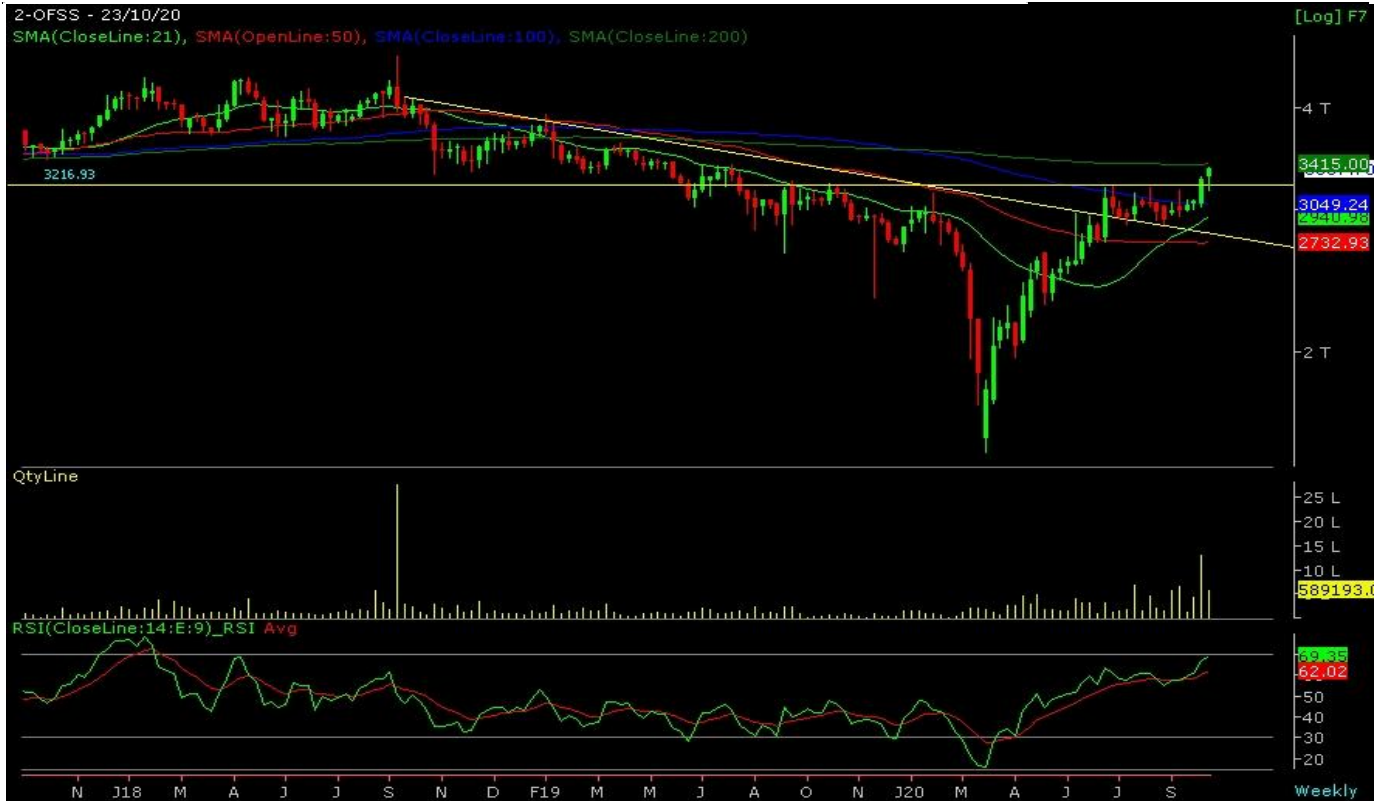 2-OFSS - 23/10/20
[Log] F7
SMA(CloseLine:21), SMA(OpenLine:50), SMA(CloseLine:100), SMA(CloseLine:200)
4 T
3415.00
3216.93
3049.24
2940.98
2732.93
2 T
QtyLine
25 L
20 L
15 L
10 L
589193.0
RSI(CloseLine:14:E:9)_RSI Avg
69.35
62.02
50
40
30
20
N J18 M A J J S O N D F19 M M J A O N J20 M A J J S
Weekly